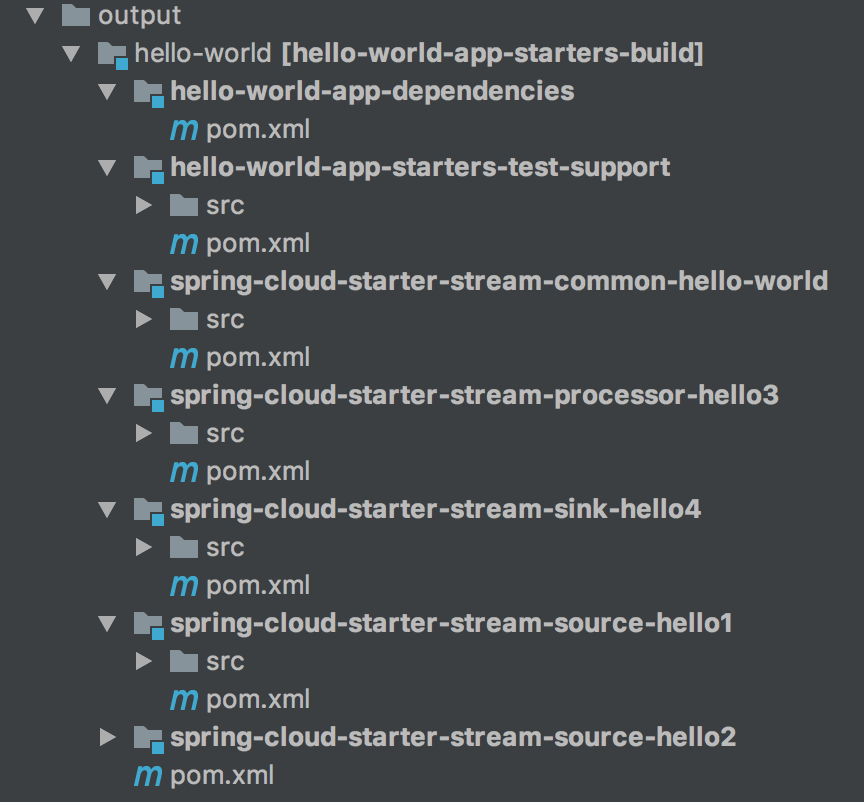 output
hello-world [hello-world-app-starters-build]
hello-world-app-dependencies
m pom.xml
hello-world-app-starters-test-support
src
m pom.xml
spring-cloud-starter-stream-common-hello-world
src
m pom.xml
spring-cloud-starter-stream-processor-hello3
src
m pom.xml
spring-cloud-starter-stream-sink-hello4
src
m pom.xml
spring-cloud-starter-stream-source-hello1
src
m pom.xml
spring-cloud-starter-stream-source-hello2
m pom.xml